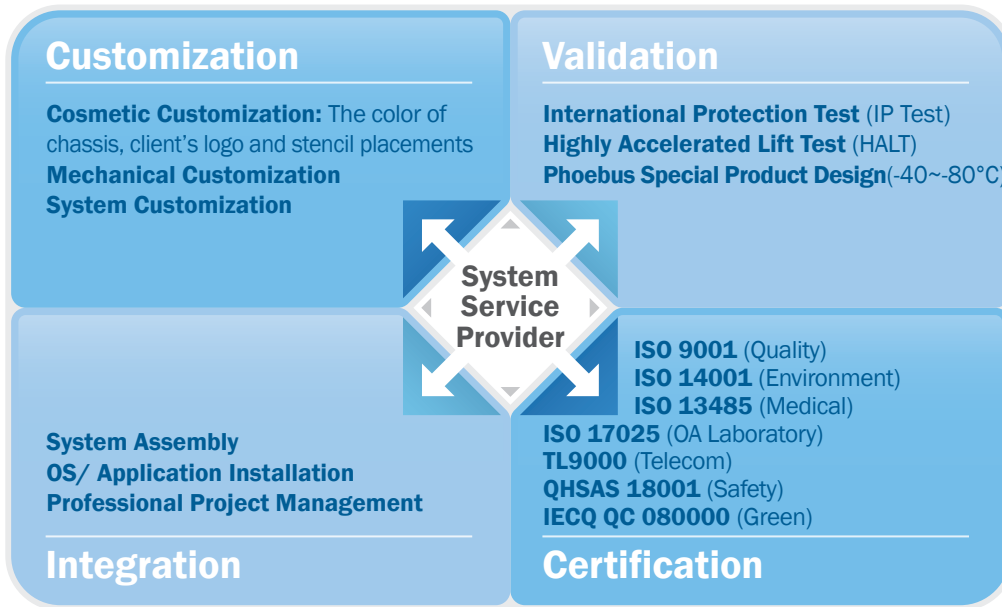 Customization
Cosmetic Customization: The color of
chassis, client's logo and stencil placements
Mechanical Customization
System Customization
Validation
International Protection Test (IP Test)
Highly Accelerated Lift Test (HALT)
Phoebus Special Product Design(-40~-80°C)
System
Service
Provider
System Assembly
OS/ Application Installation
Professional Project Management
Integration
ISO 9001 (Quality)
ISO 14001 (Environment)
ISO 13485 (Medical)
ISO 17025 (OA Laboratory)
TL9000 (Telecom)
QHSAS 18001 (Safety)
IECQ QC 080000 (Green)
Certification